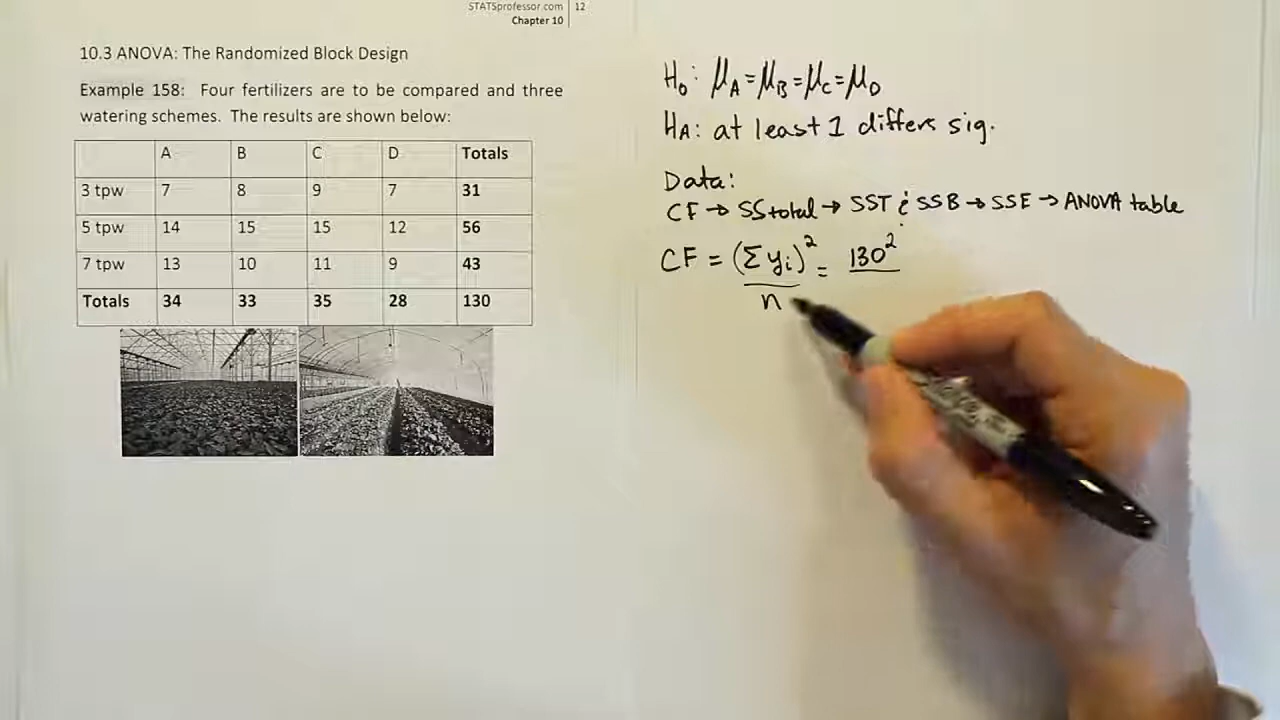 STATSprofessor.com 12
Chapter 10
10.3 ANOVA: The Randomized Block Design
Example 158: Four fertilizers are to be compared and three
watering schemes. The results are shown below:
A B C D Totals
3 tpw 7 8 9 7 31
5 tpw 14 15 15 12 56
7 tpw 13 10 11 9 43
Totals 34 33 35 28 130
H₀: μA=μB=μC=μD
HA: at least 1 differs sig.
Data:
CF → SStotal → SST & SSB → SSE → ANOVA table
CF = (Σyi)² = 130²
n